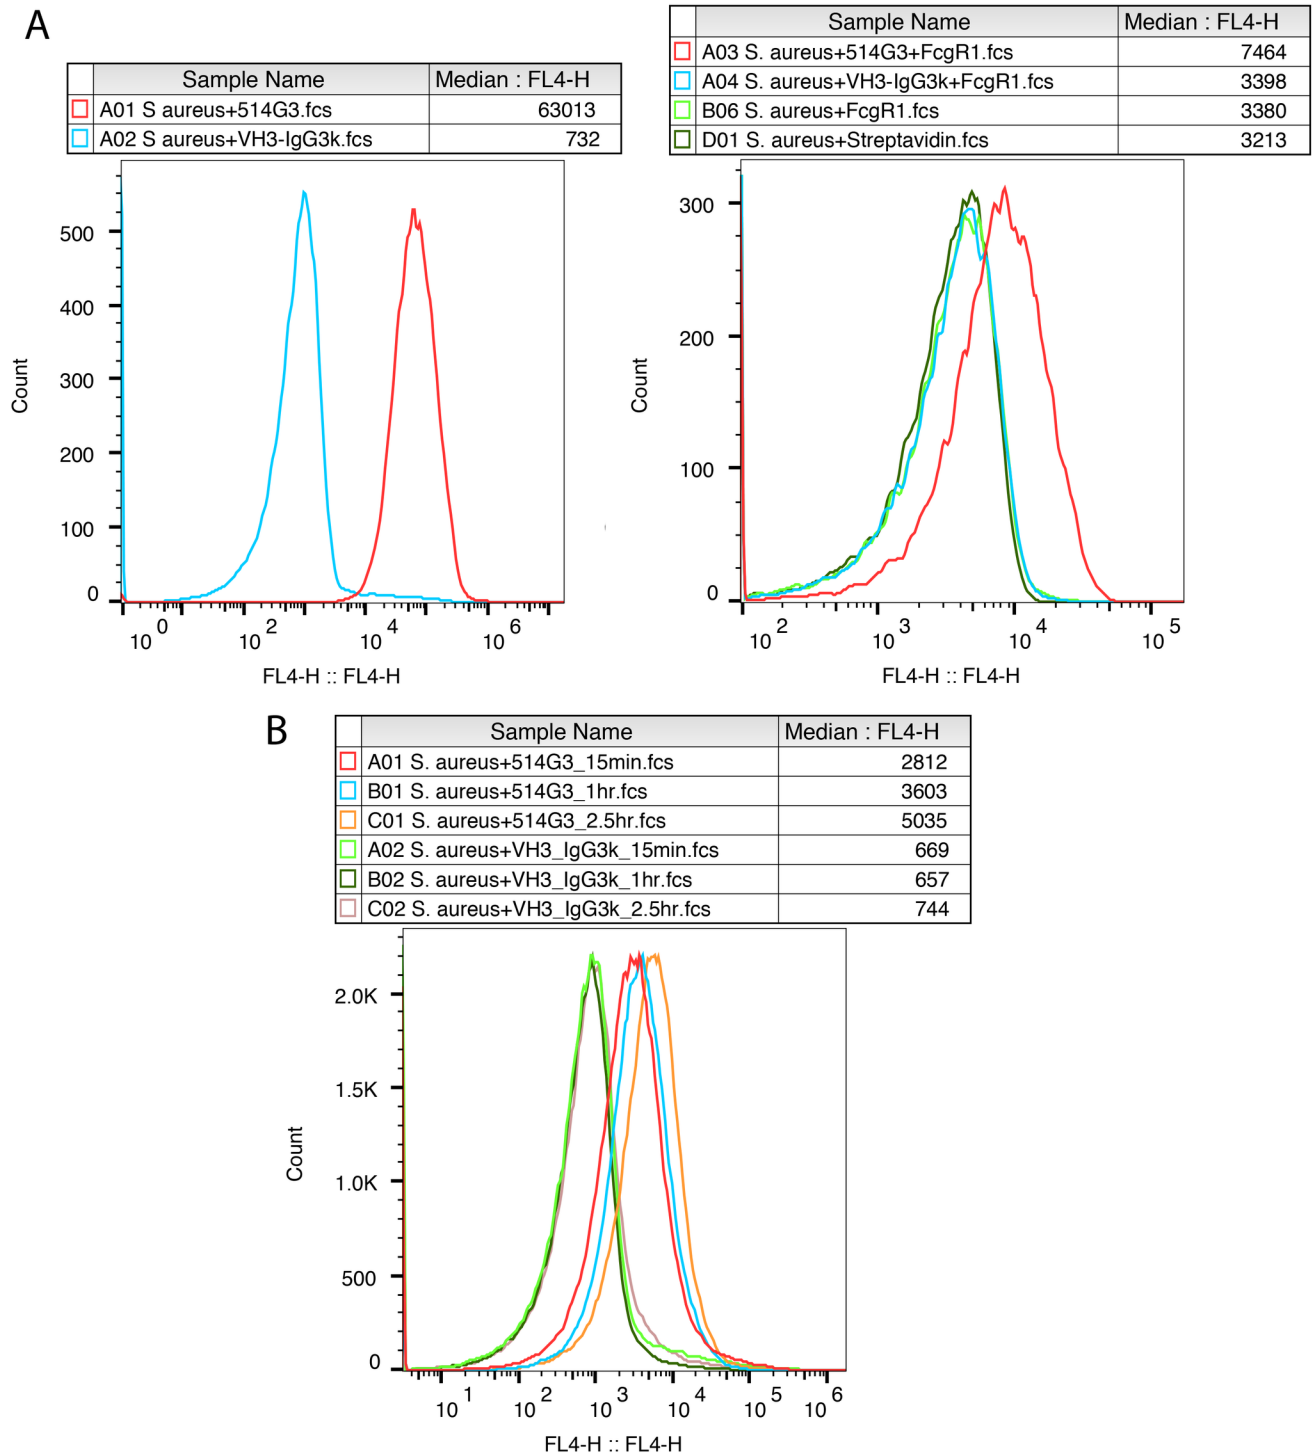 A
Sample Name Median : FL4-H
A01 S aureus+514G3.fcs 63013
A02 S aureus+VH3-IgG3k.fcs 732
500
400
300
200
100
0
Count
10 0 10 2 10 4 10 6
FL4-H :: FL4-H
Sample Name Median : FL4-H
A03 S. aureus+514G3+FcgR1.fcs 7464
A04 S. aureus+VH3-IgG3k+FcgR1.fcs 3398
B06 S. aureus+FcgR1.fcs 3380
D01 S. aureus+Streptavidin.fcs 3213
300
200
100
0
Count
10 2 10 3 10 4 10 5
FL4-H :: FL4-H
B
Sample Name Median : FL4-H
A01 S. aureus+514G3_15min.fcs 2812
B01 S. aureus+514G3_1hr.fcs 3603
C01 S. aureus+514G3_2.5hr.fcs 5035
A02 S. aureus+VH3_IgG3k_15min.fcs 669
B02 S. aureus+VH3_IgG3k_1hr.fcs 657
C02 S. aureus+VH3_IgG3k_2.5hr.fcs 744
2.0K
1.5K
1.0K
500
0
Count
10 1 10 2 10 3 10 4 10 5 10 6
FL4-H :: FL4-H